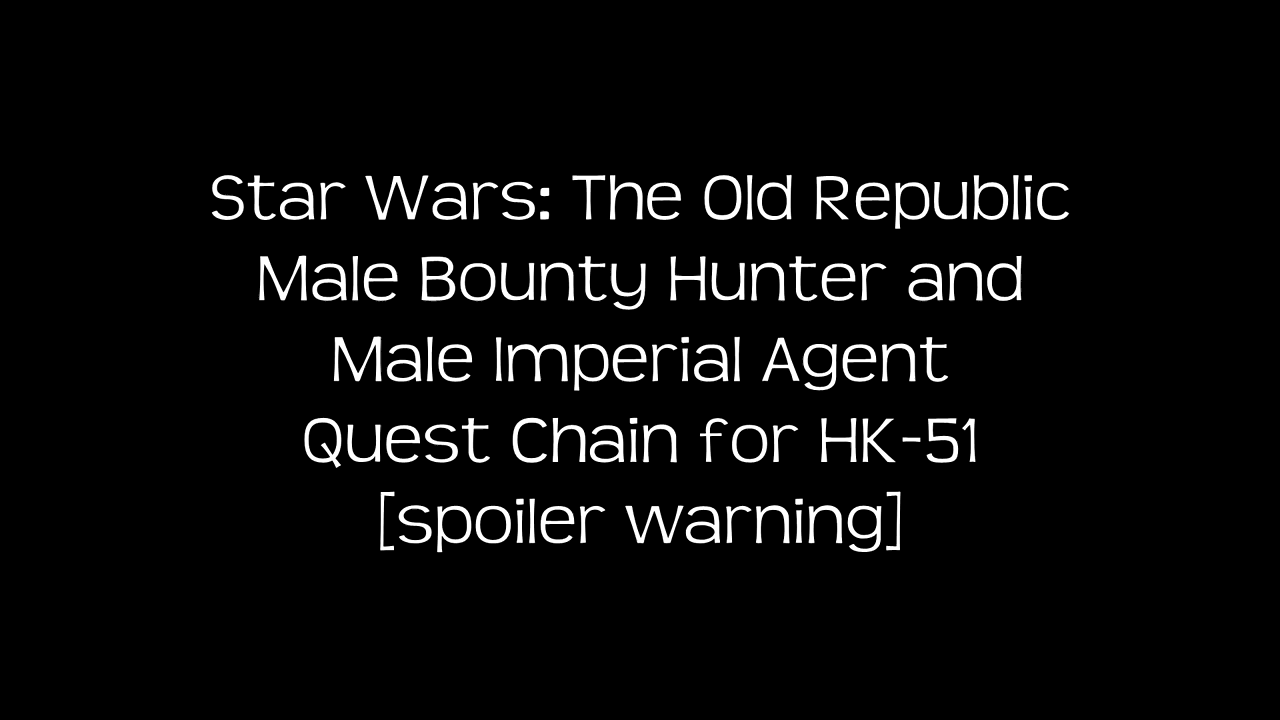 Star Wars: The Old Republic
Male Bounty Hunter and
Male Imperial Agent
Quest Chain for HK-51
[spoiler warning]